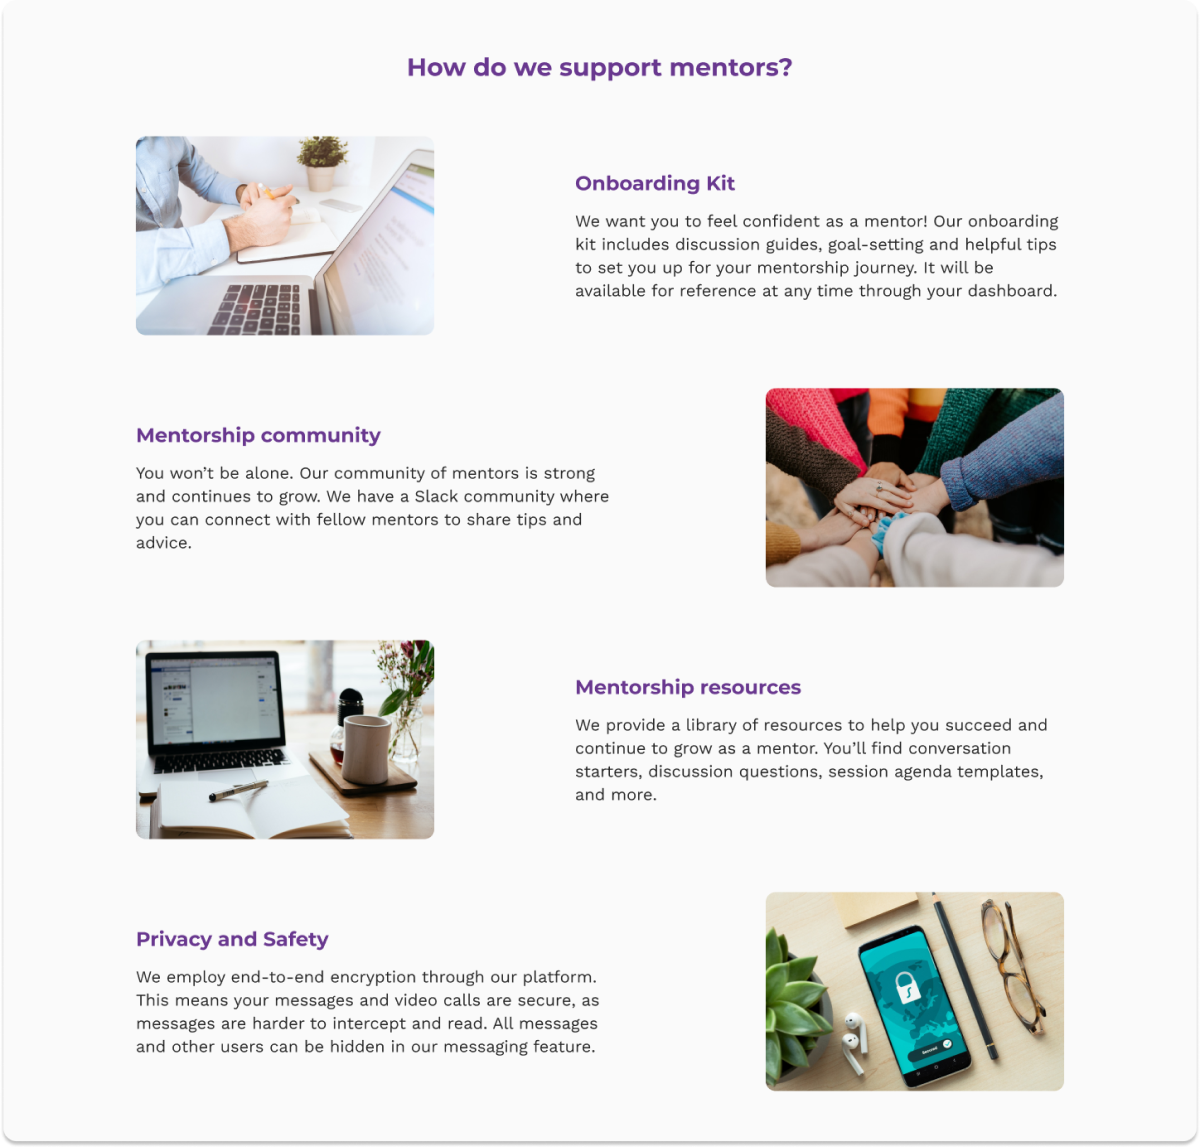 How do we support mentors?
Onboarding Kit
We want you to feel confident as a mentor! Our onboarding
kit includes discussion guides, goal-setting and helpful tips
to set you up for your mentorship journey. It will be
available for reference at any time through your dashboard.
Mentorship community
You won’t be alone. Our community of mentors is strong
and continues to grow. We have a Slack community where
you can connect with fellow mentors to share tips and
advice.
Mentorship resources
We provide a library of resources to help you succeed and
continue to grow as a mentor. You’ll find conversation
starters, discussion questions, session agenda templates,
and more.
Privacy and Safety
We employ end-to-end encryption through our platform.
This means your messages and video calls are secure, as
messages are harder to intercept and read. All messages
and other users can be hidden in our messaging feature.